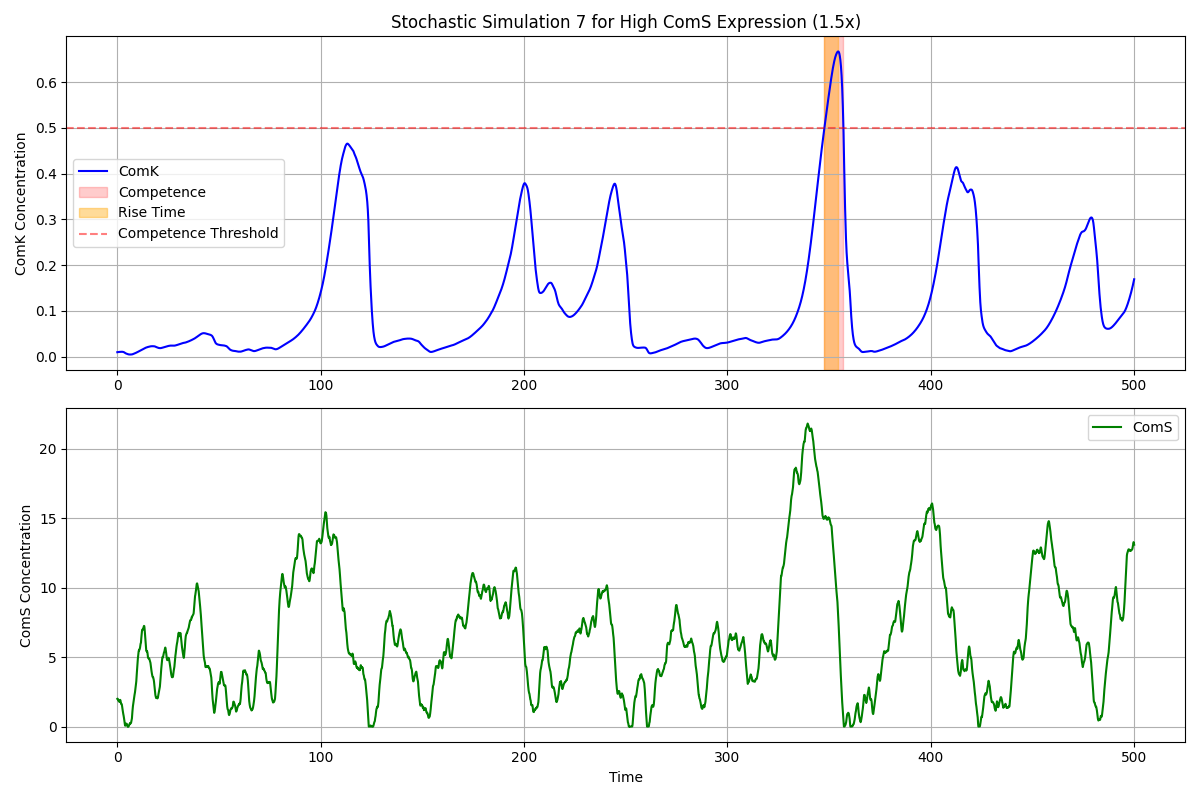 Stochastic Simulation 7 for High ComS Expression (1.5x)
ComK Concentration
0.6
0.5
0.4
0.3
0.2
0.1
0.0
ComK
Competence
Rise Time
Competence Threshold
0 100 200 300 400 500
ComS Concentration
20
15
10
5
0
ComS
0 100 200 300 400 500
Time